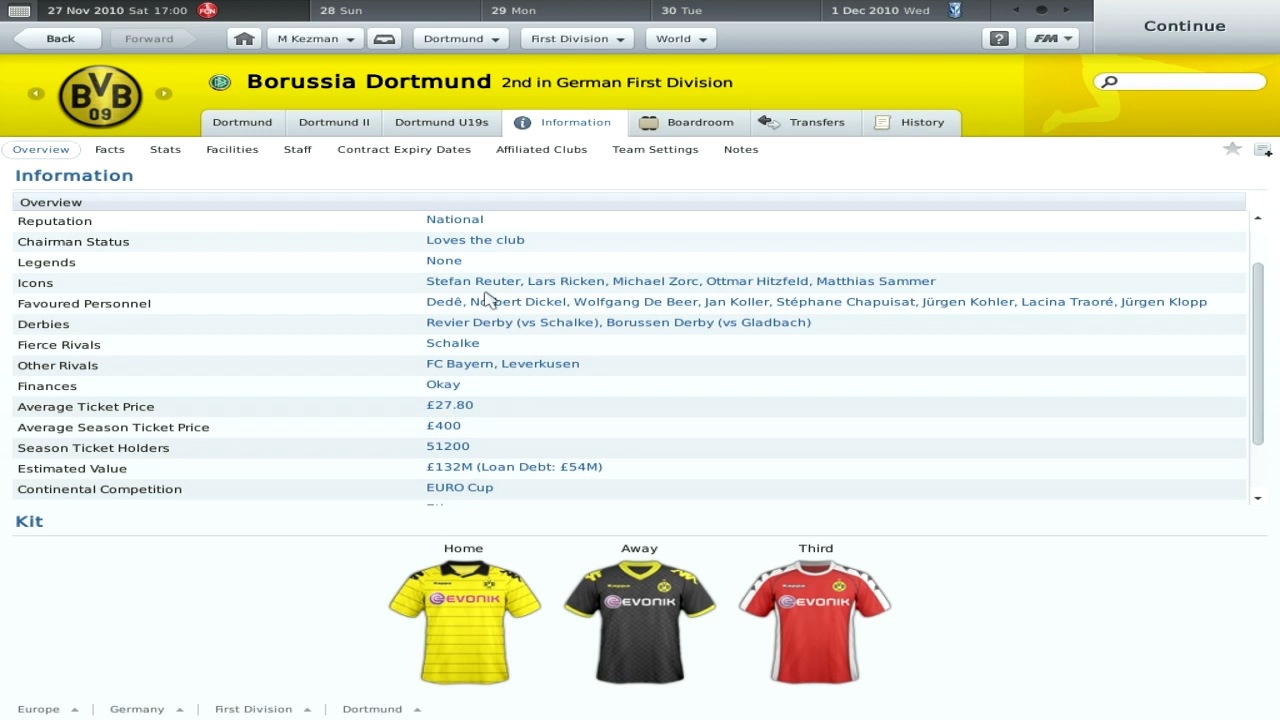 27 Nov 2010 Sat 17:00 28 Sun 29 Mon 30 Tue 1 Dec 2010 Wed
Back Forward M Kezman Dortmund First Division World ? FM Continue
BVB 09 Borussia Dortmund 2nd in German First Division
Dortmund Dortmund II Dortmund U19s Information Boardroom Transfers History
Overview Facts Stats Facilities Staff Contract Expiry Dates Affiliated Clubs Team Settings Notes
Information
Overview
Reputation National
Chairman Status Loves the club
Legends None
Icons Stefan Reuter, Lars Ricken, Michael Zorc, Ottmar Hitzfeld, Matthias Sammer
Favoured Personnel Dedê, Norbert Dickel, Wolfgang De Beer, Jan Koller, Stéphane Chapuisat, Jürgen Kohler, Lacina Traoré, Jürgen Klopp
Derbies Revier Derby (vs Schalke), Borussen Derby (vs Gladbach)
Fierce Rivals Schalke
Other Rivals FC Bayern, Leverkusen
Finances Okay
Average Ticket Price £27.80
Average Season Ticket Price £400
Season Ticket Holders 51200
Estimated Value £132M (Loan Debt: £54M)
Continental Competition EURO Cup
Kit
Home Away Third
Kappa Kappa Kappa
EVONIK EVONIK EVONIK
Europe Germany First Division Dortmund